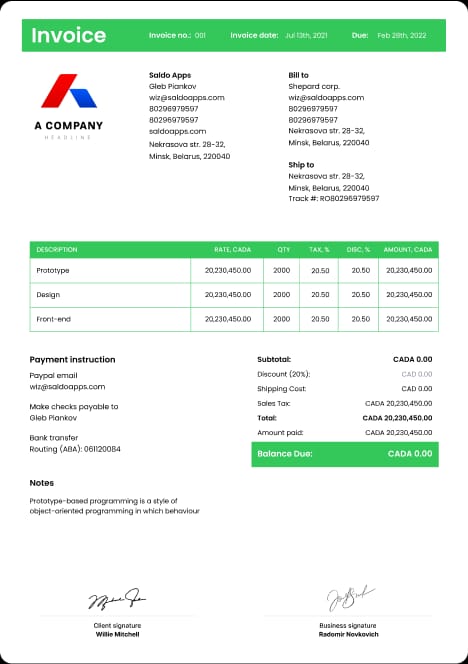 Invoice
Invoice no.: 001
Invoice date: Jul 13th, 2021
Due: Feb 28th, 2022
A COMPANY
HEADLINE
Saldo Apps
Gleb Piankov
wiz@saldoapps.com
80296979597
80296979597
saldoapps.com
Nekrasova str. 28-32,
Minsk, Belarus, 220040
Bill to
Shepard corp.
wiz@saldoapps.com
80296979597
80296979597
Nekrasova str. 28-32,
Minsk, Belarus, 220040
Ship to
Nekrasova str. 28-32,
Minsk, Belarus, 220040
Track #: RO80296979597
DESCRIPTION RATE, CADA QTY TAX, % DISC, % AMOUNT, CADA
Prototype 20,230,450.00 2000 20.50 20.50 20,230,450.00
Design 20,230,450.00 2000 20.50 20.50 20,230,450.00
Front-end 20,230,450.00 2000 20.50 20.50 20,230,450.00
Payment instruction
Paypal email
wiz@saldoapps.com
Make checks payable to
Gleb Piankov
Bank transfer
Routing (ABA): 061120084
Subtotal: CADA 0.00
Discount (20%): CAD 0.00
Shipping Cost: CAD 0.00
Sales Tax: CADA 20,230,450.00
Total: CADA 20,230,450.00
Amount paid: CADA 20,230,450.00
Balance Due: CADA 0.00
Notes
Prototype-based programming is a style of
object-oriented programming in which behaviour
Client signature
Willie Mitchell
Business signature
Radomir Novkovich